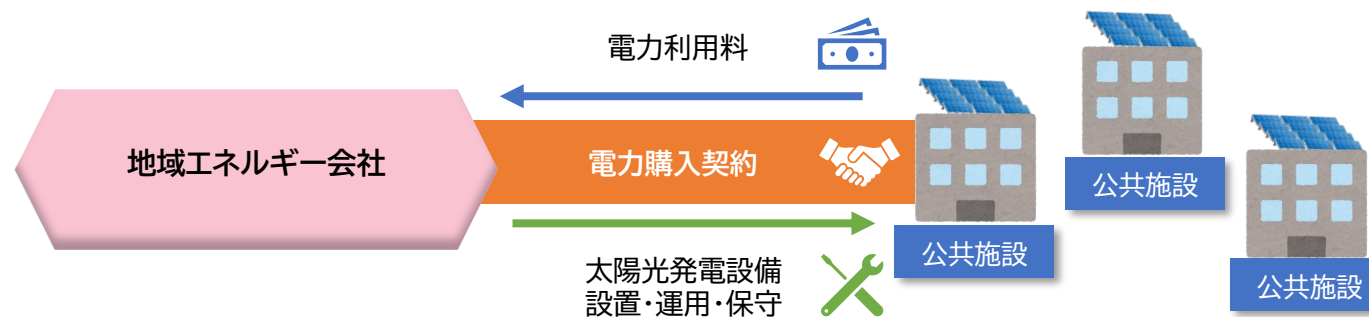 電力利用料
地域エネルギー会社
電力購入契約
太陽光発電設備
設置・運用・保守
公共施設
公共施設
公共施設